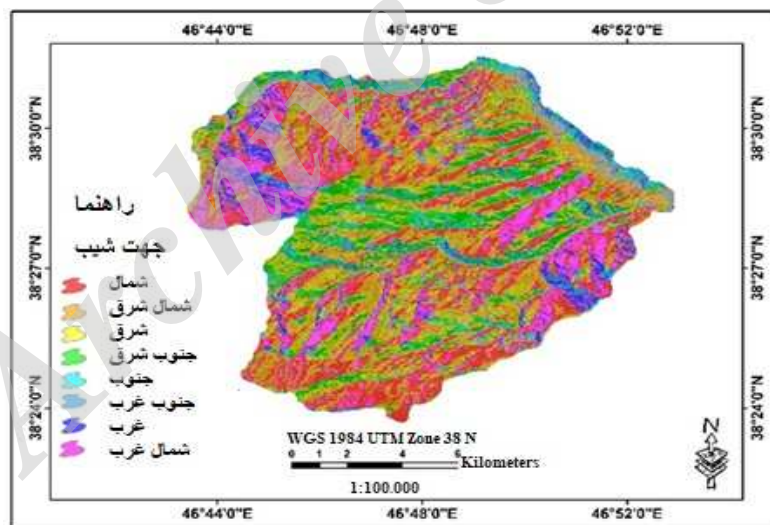 46°44'0"E 46°48'0"E 46°52'0"E
38°30'0"N 38°30'0"N
38°27'0"N 38°27'0"N
38°24'0"N 38°24'0"N
راهنما
جهت شیب
شمال
شمال شرق
شرق
جنوب شرق
جنوب
جنوب غرب
غرب
شمال غرب
WGS 1984 UTM Zone 38 N
0 1 2 4 6
Kilometers
1:100.000
N
46°44'0"E 46°48'0"E 46°52'0"E
Archive